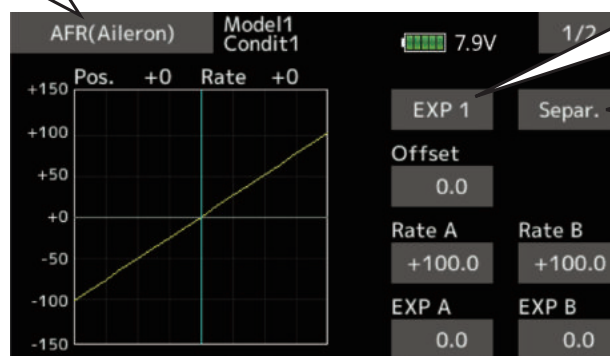 AFR(Aileron)
Model1
Condit1
7.9V
1/2
Pos. +0 Rate +0
+150
+100
+50
+0
-50
-100
-150
EXP 1
Separ.
Offset
0.0
Rate A
Rate B
+100.0
+100.0
EXP A
EXP B
0.0
0.0